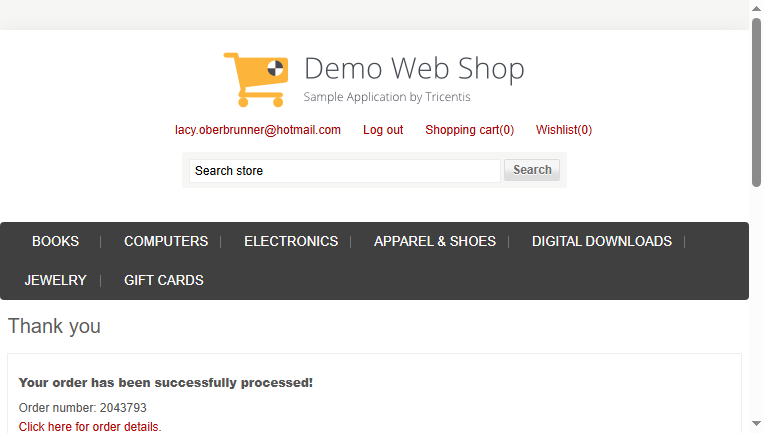 Demo Web Shop
Sample Application by Tricentis
lacy.oberbrunner@hotmail.com Log out Shopping cart(0) Wishlist(0)
Search store Search
BOOKS COMPUTERS ELECTRONICS APPAREL & SHOES DIGITAL DOWNLOADS
JEWELRY GIFT CARDS
Thank you
Your order has been successfully processed!
Order number: 2043793
Click here for order details.